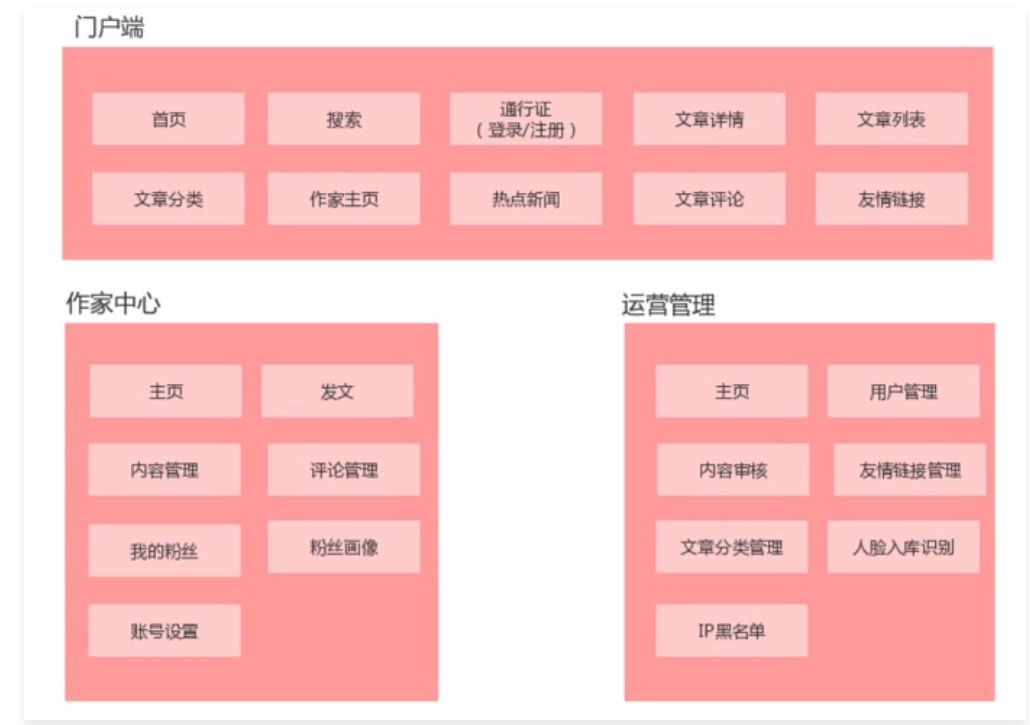 门户端
首页
搜索
通行证
(登录/注册)
文章详情
文章列表
文章分类
作家主页
热点新闻
文章评论
友情链接
作家中心
主页
发文
内容管理
评论管理
我的粉丝
粉丝画像
账号设置
运营管理
主页
用户管理
内容审核
友情链接管理
文章分类管理
人脸入库识别
IP黑名单